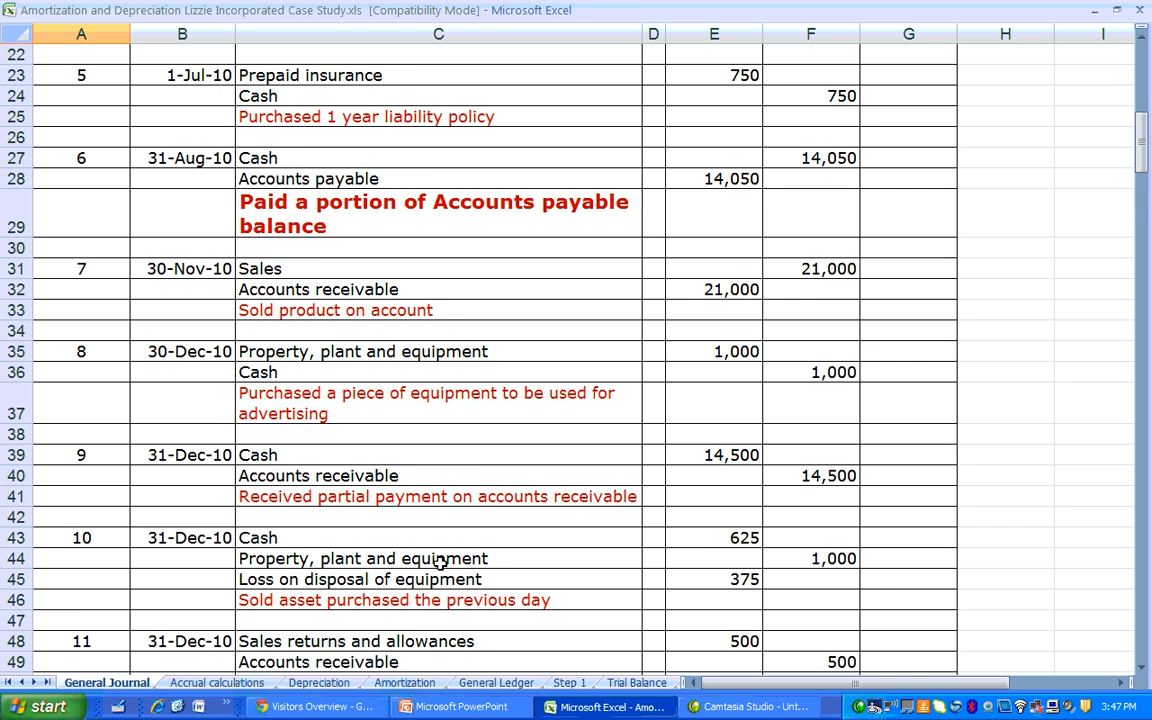 Amortization and Depreciation Lizzie Incorporated Case Study.xls [Compatibility Mode] - Microsoft Excel
A B C D E F G H I
22
23 5 1-Jul-10 Prepaid insurance 750
24 Cash 750
25 Purchased 1 year liability policy
26
27 6 31-Aug-10 Cash 14,050
28 Accounts payable 14,050
Paid a portion of Accounts payable
29 balance
30
31 7 30-Nov-10 Sales 21,000
32 Accounts receivable 21,000
33 Sold product on account
34
35 8 30-Dec-10 Property, plant and equipment 1,000
36 Cash 1,000
Purchased a piece of equipment to be used for
37 advertising
38
39 9 31-Dec-10 Cash 14,500
40 Accounts receivable 14,500
41 Received partial payment on accounts receivable
42
43 10 31-Dec-10 Cash 625
44 Property, plant and equipment 1,000
45 Loss on disposal of equipment 375
46 Sold asset purchased the previous day
47
48 11 31-Dec-10 Sales returns and allowances 500
49 Accounts receivable 500
General Journal Accrual calculations Depreciation Amortization General Ledger Step 1 Trial Balance
start Visitors Overview - G... Microsoft PowerPoint Microsoft Excel - Amo... Camtasia Studio - Unt... 3:47 PM